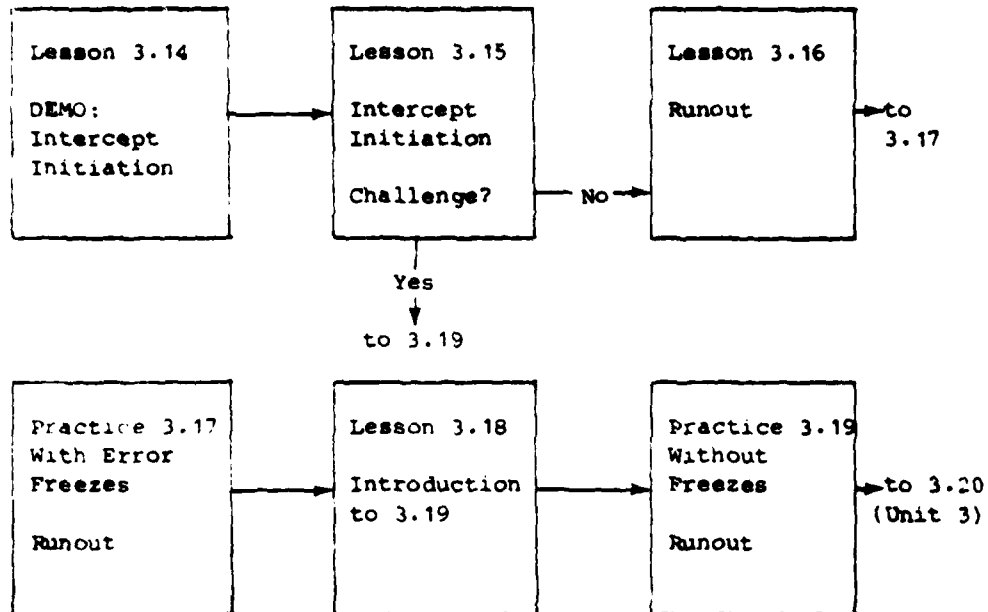 Lesson 3.14
DEMO:
Intercept
Initiation
Lesson 3.15
Intercept
Initiation
Challenge?
No
Lesson 3.16
Runout
to
3.17
Yes
to 3.19
Practice 3.17
With Error
Freezes
Runout
Lesson 3.18
Introduction
to 3.19
Practice 3.19
Without
Freezes
Runout
to 3.20
(Unit 3)